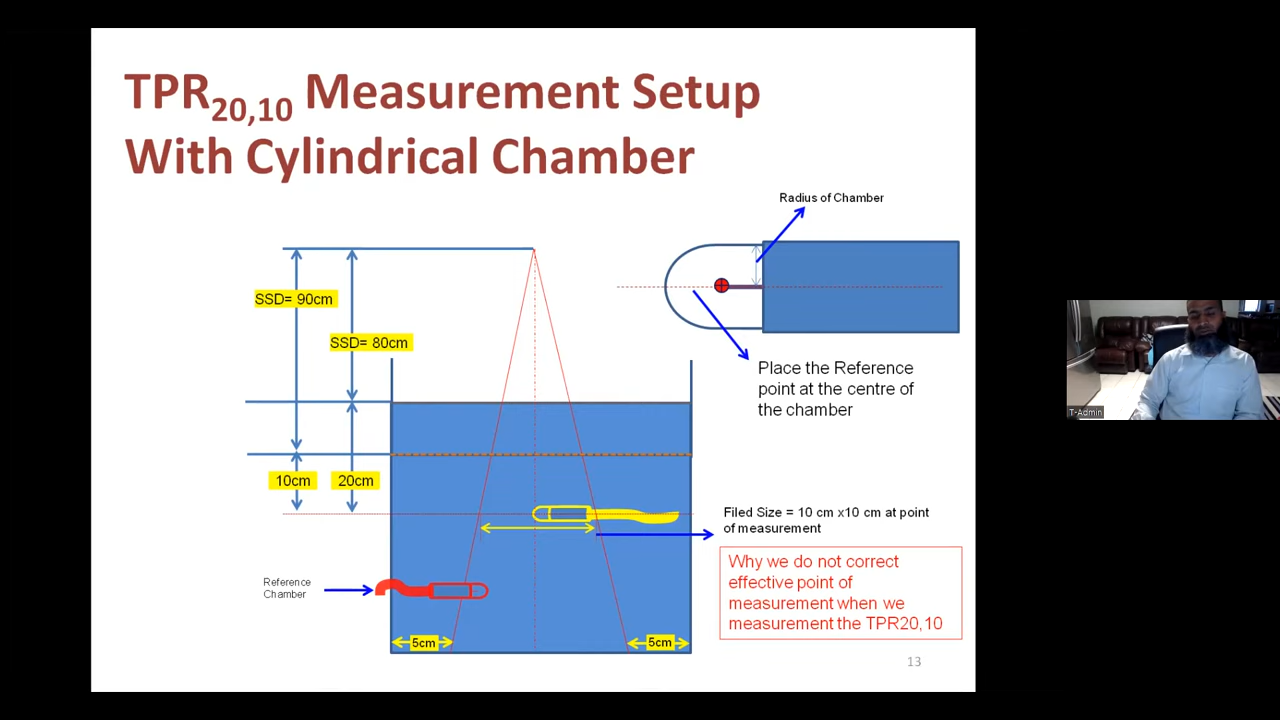 TPR20,10 Measurement Setup
With Cylindrical Chamber
Radius of Chamber
SSD= 90cm
SSD= 80cm
Place the Reference
point at the centre of
the chamber
10cm
20cm
Filed Size = 10 cm x10 cm at point
of measurement
Why we do not correct
effective point of
measurement when we
measurement the TPR20,10
Reference
Chamber
5cm
5cm
13
T-Admin